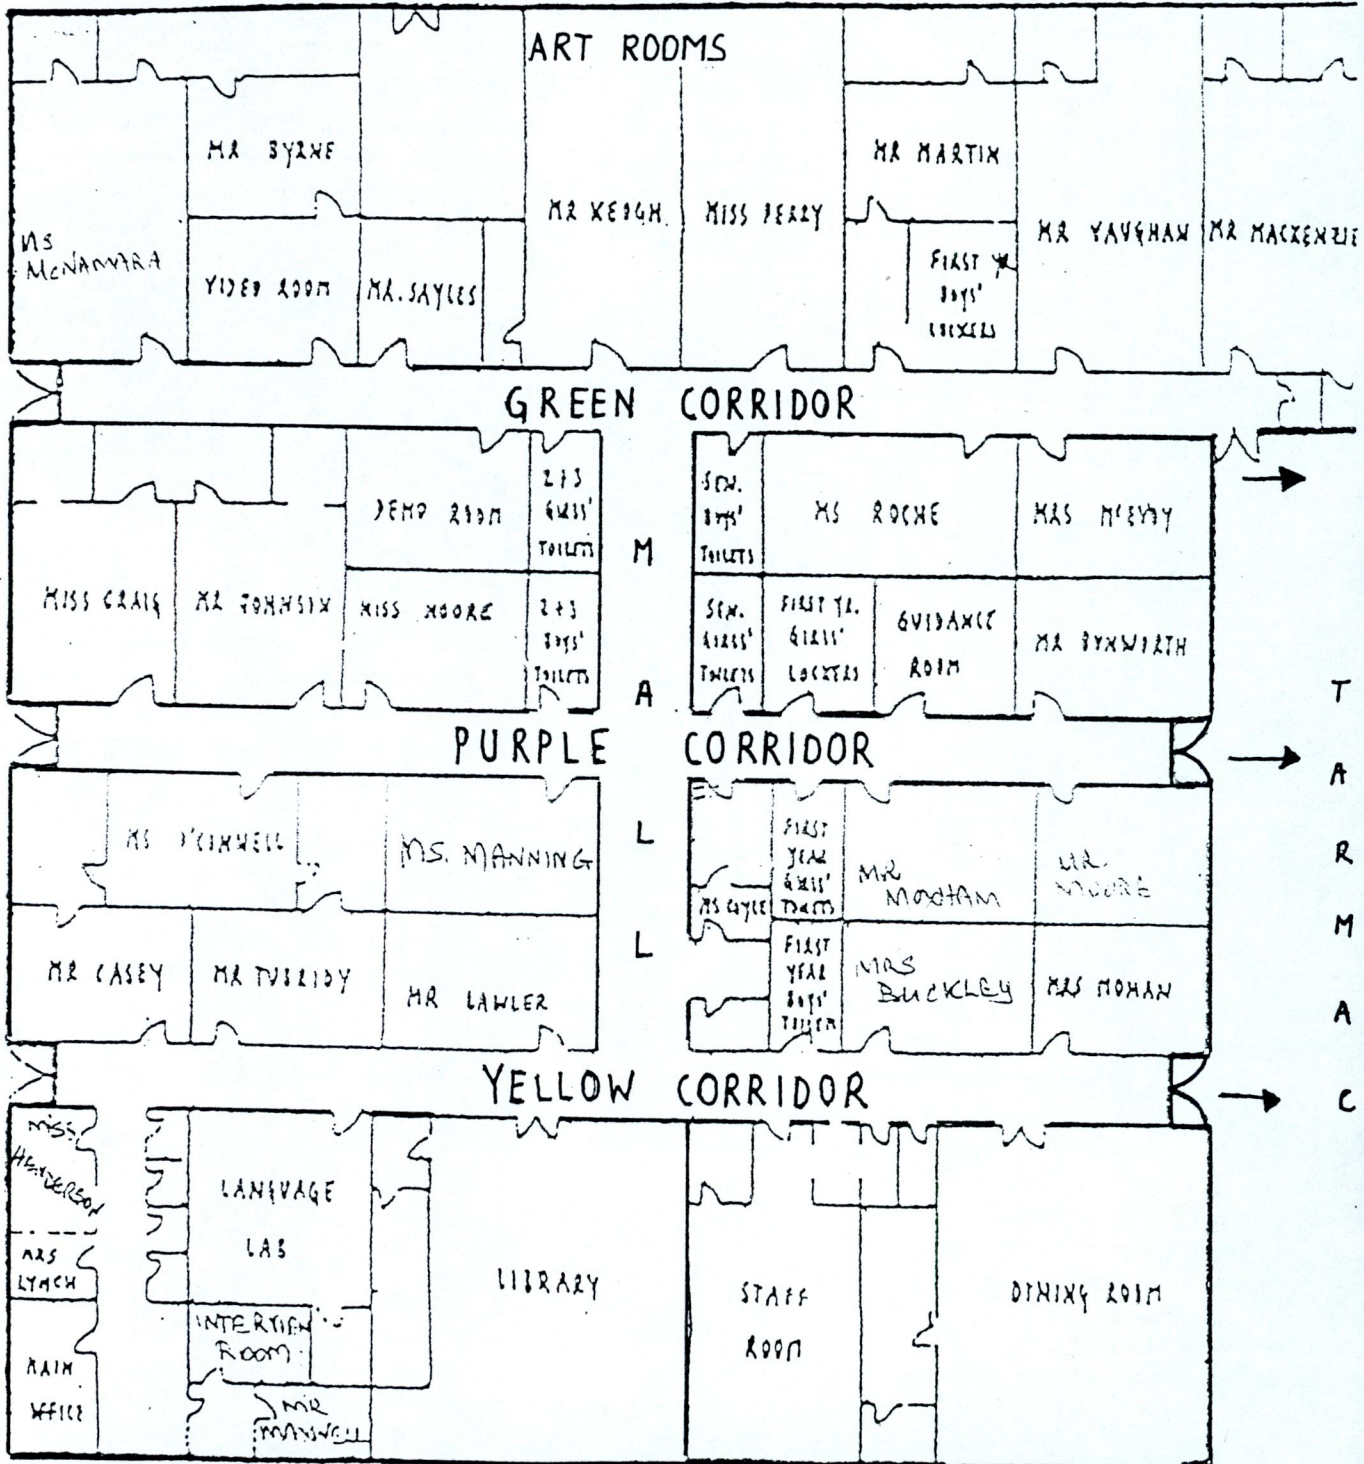 ART ROOMS
MR BYRNE
MR MARTIN
MR KEOGH
MISS PERRY
MR VAUGHAN
MR MACKENZIE
MS
MCNAMARA
VIDEO ROOM
MR. SAYLES
FIRST YR
BOYS'
LOCKERS
GREEN CORRIDOR
DEMO ROOM
2+3
GIRLS'
TOILETS
SEN.
BOYS'
TOILETS
MS ROCHE
MRS McEVOY
MISS CRAIG
MR JOHNSON
MISS MOORE
2+3
BOYS'
TOILETS
SEN.
GIRLS'
TOILETS
FIRST YR.
GIRLS'
LOCKERS
GUIDANCE
ROOM
MR BYNWORTH
MALL
PURPLE CORRIDOR
MS O'CONNELL
MS. MANNING
MS COYLE
FIRST
YEAR
GIRLS'
TOILETS
MR
MOXHAM
MR.
MOORE
MR CASEY
MR TUBRIDY
MR LAWLER
FIRST
YEAR
BOYS'
TOILETS
MRS
BUCKLEY
MRS MOHAN
TARMAC
YELLOW CORRIDOR
MISS
HENDERSON
MRS
LYNCH
MAIN
OFFICE
LANGUAGE
LAB
INTERVIEW
ROOM
MR
MAXWELL
LIBRARY
STAFF
ROOM
DINING ROOM